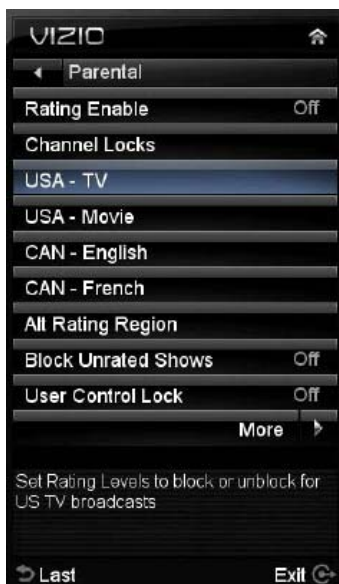 VIZIO
Parental
Rating Enable Off
Channel Locks
USA - TV
USA - Movie
CAN - English
CAN - French
Alt Rating Region
Block Unrated Shows Off
User Control Lock Off
More
Set Rating Levels to block or unblock for
US TV broadcasts
Last Exit